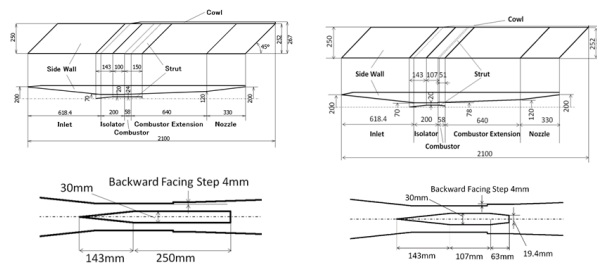 Cowl
250
Side Wall
Strut
45°
252
267
143 100 150
200
70
20
24
120
200
618.4
200
58
640
330
Inlet
Isolator
Combustor Extension
Nozzle
Combustor
2100
Backward Facing Step 4mm
30mm
143mm
250mm
Cowl
250
Side Wall
Strut
252
143 107 51
200
70
20
78
120
200
618.4
200
58
640
330
Inlet
Isolator
Combustor Extension
Nozzle
Combustor
2100
Backward Facing Step 4mm
30mm
143mm
107mm
63mm
19.4mm